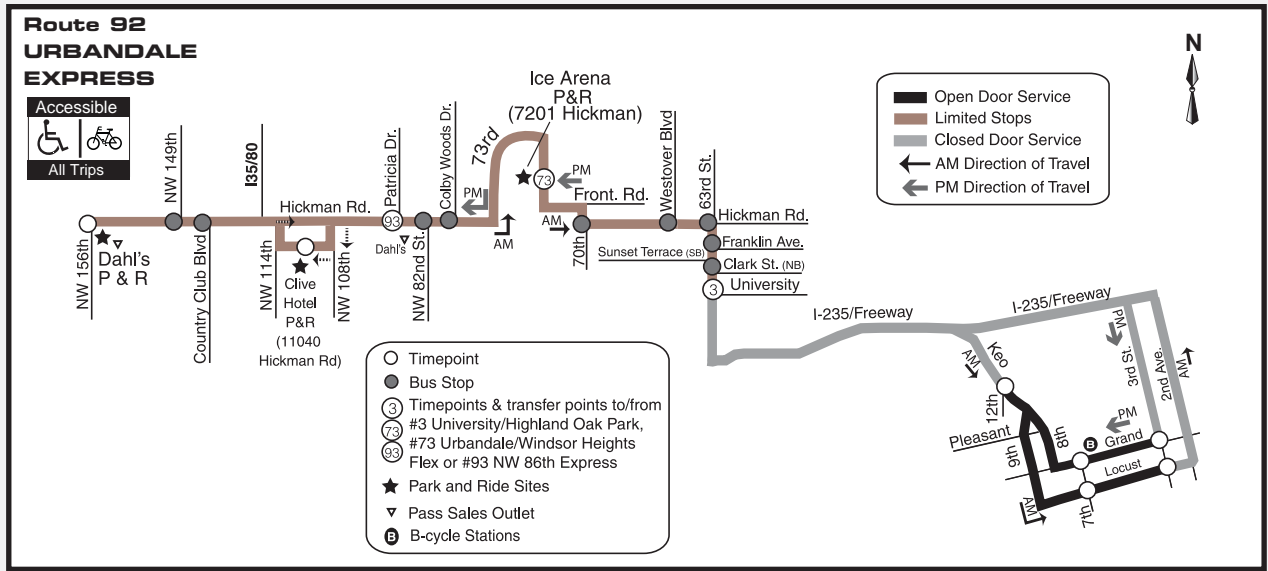 Route 92
URBANDALE
EXPRESS
Accessible
All Trips
N
Open Door Service
Limited Stops
Closed Door Service
AM Direction of Travel
PM Direction of Travel
Ice Arena
P&R
(7201 Hickman)
NW 149th
I35/80
Patricia Dr.
Colby Woods Dr.
73rd
Westover Blvd
63rd St.
73
PM
PM
Front. Rd.
Hickman Rd.
93
AM
AM
Hickman Rd.
Dahl's
Sunset Terrace (SB)
Franklin Ave.
Clark St. (NB)
3
University
NW 156th
Dahl's
P & R
Country Club Blvd
NW 114th
Clive
Hotel
P&R
(11040
Hickman Rd)
NW 108th
NW 82nd St.
70th
I-235/Freeway
I-235/Freeway
Keo
AM
PM
3rd St.
2nd Ave.
AM
12th
Pleasant
9th
8th
PM
B
Grand
Locust
AM
7th
Timepoint
Bus Stop
3
Timepoints & transfer points to/from
73
#3 University/Highland Oak Park,
93
#73 Urbandale/Windsor Heights
Flex or #93 NW 86th Express
Park and Ride Sites
Pass Sales Outlet
B
B-cycle Stations